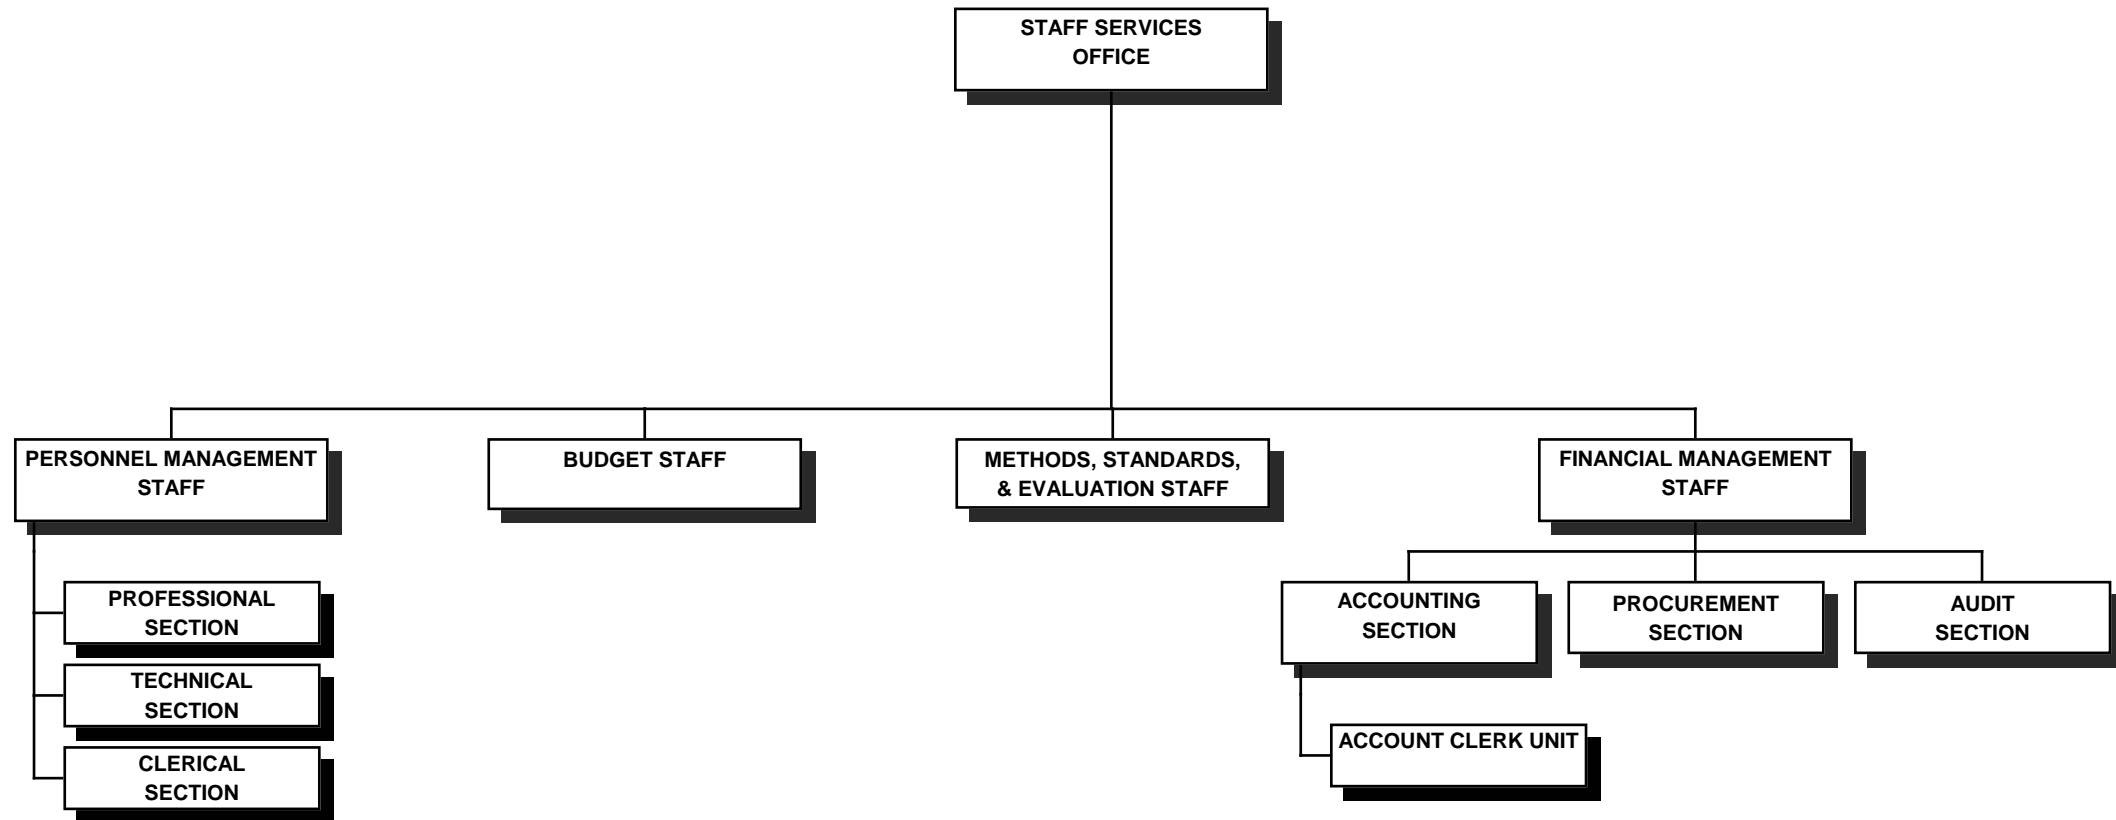 STAFF SERVICES
OFFICE
PERSONNEL MANAGEMENT
STAFF
BUDGET STAFF
METHODS, STANDARDS,
& EVALUATION STAFF
FINANCIAL MANAGEMENT
STAFF
PROFESSIONAL
SECTION
TECHNICAL
SECTION
CLERICAL
SECTION
ACCOUNTING
SECTION
PROCUREMENT
SECTION
AUDIT
SECTION
ACCOUNT CLERK UNIT